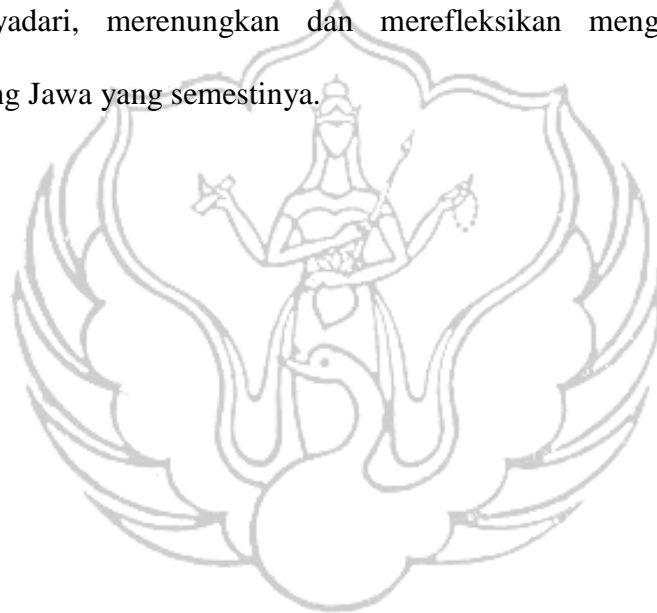 yadari, merenungkan dan merefleksikan meng
ng Jawa yang semestinya.